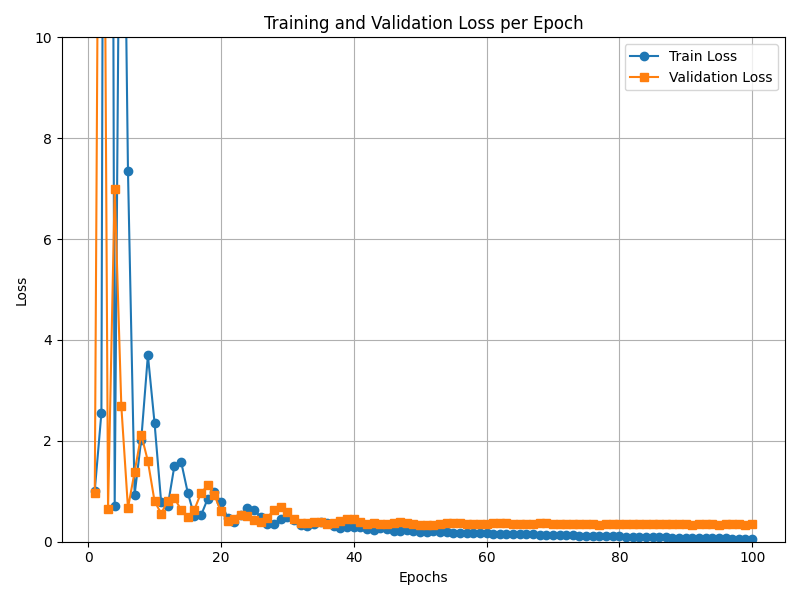 Training and Validation Loss per Epoch
Train Loss
Validation Loss
Loss
10
8
6
4
2
0
0 20 40 60 80 100
Epochs